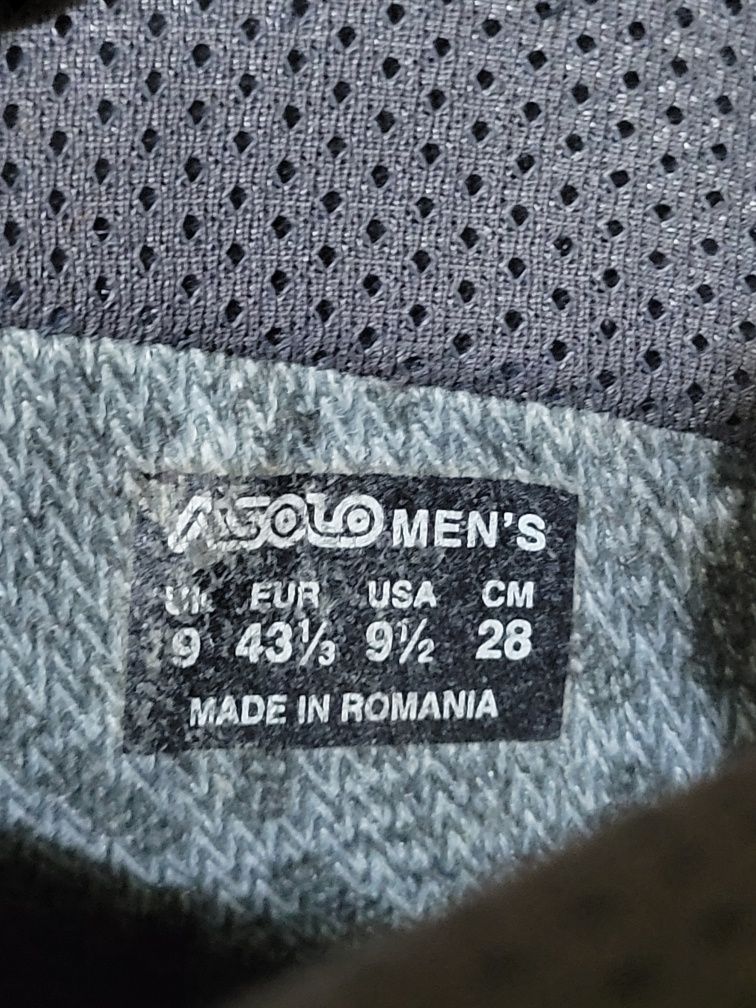 ASOLO MEN'S
UK EUR USA CM
9 43⅓ 9½ 28
MADE IN ROMANIA